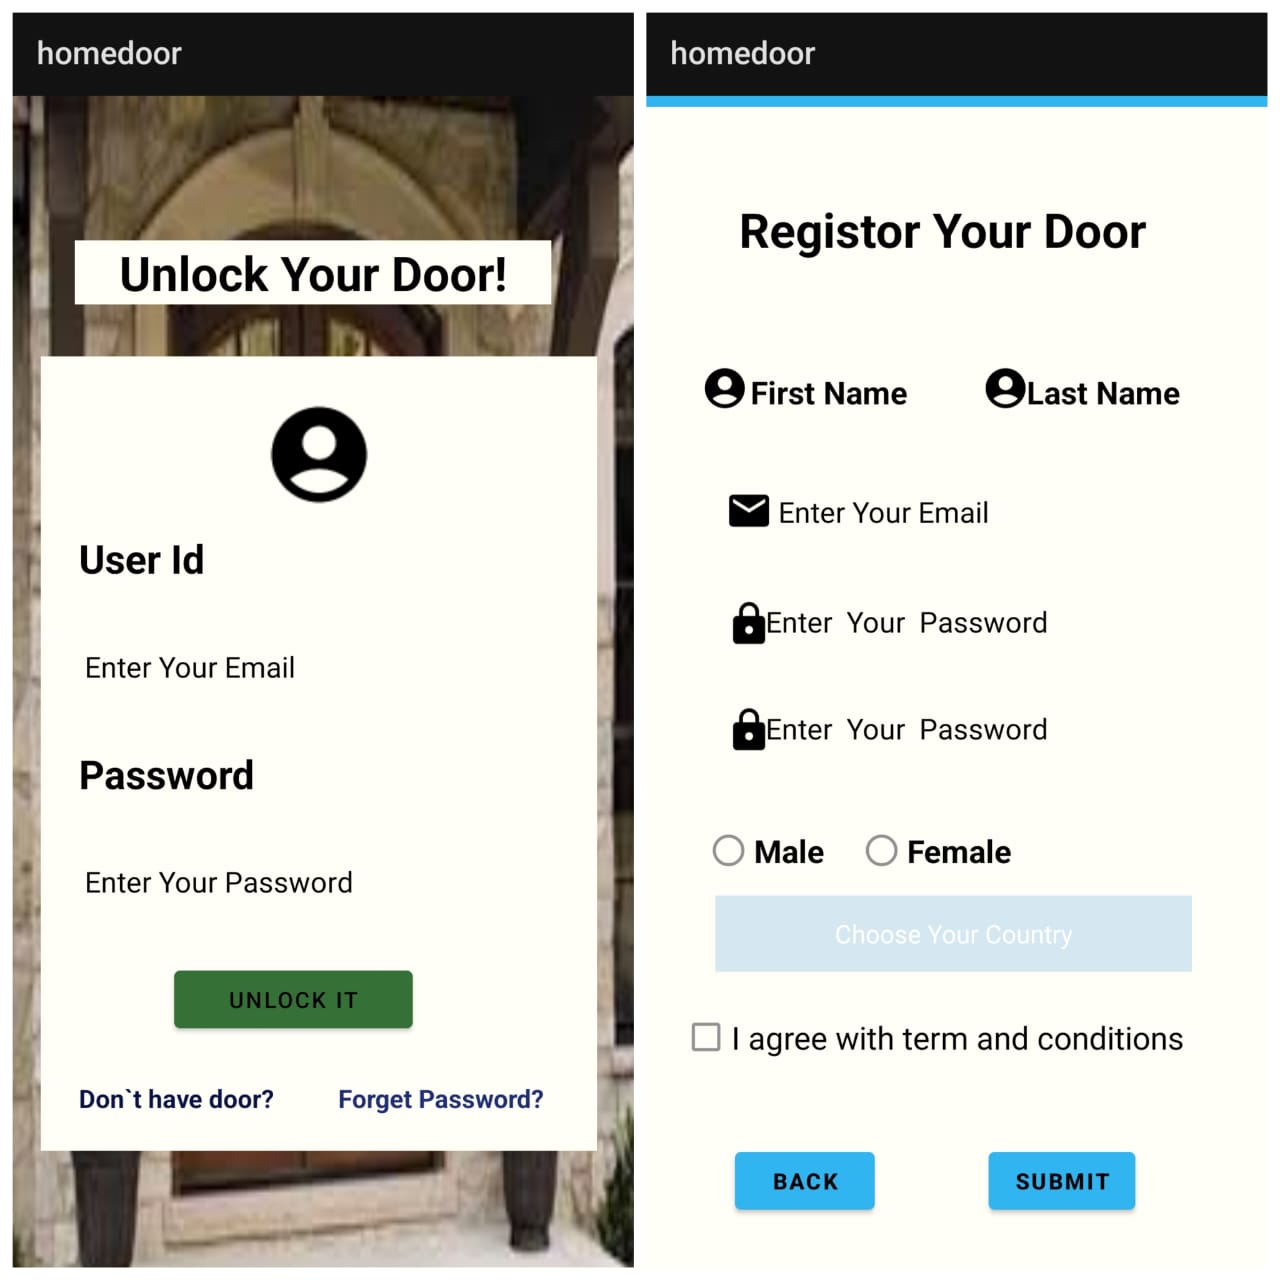 homedoor
Unlock Your Door!
User Id
Enter Your Email
Password
Enter Your Password
UNLOCK IT
Don`t have door? Forget Password?
homedoor
Registor Your Door
First Name Last Name
Enter Your Email
Enter Your Password
Enter Your Password
Male Female
Choose Your Country
I agree with term and conditions
BACK SUBMIT